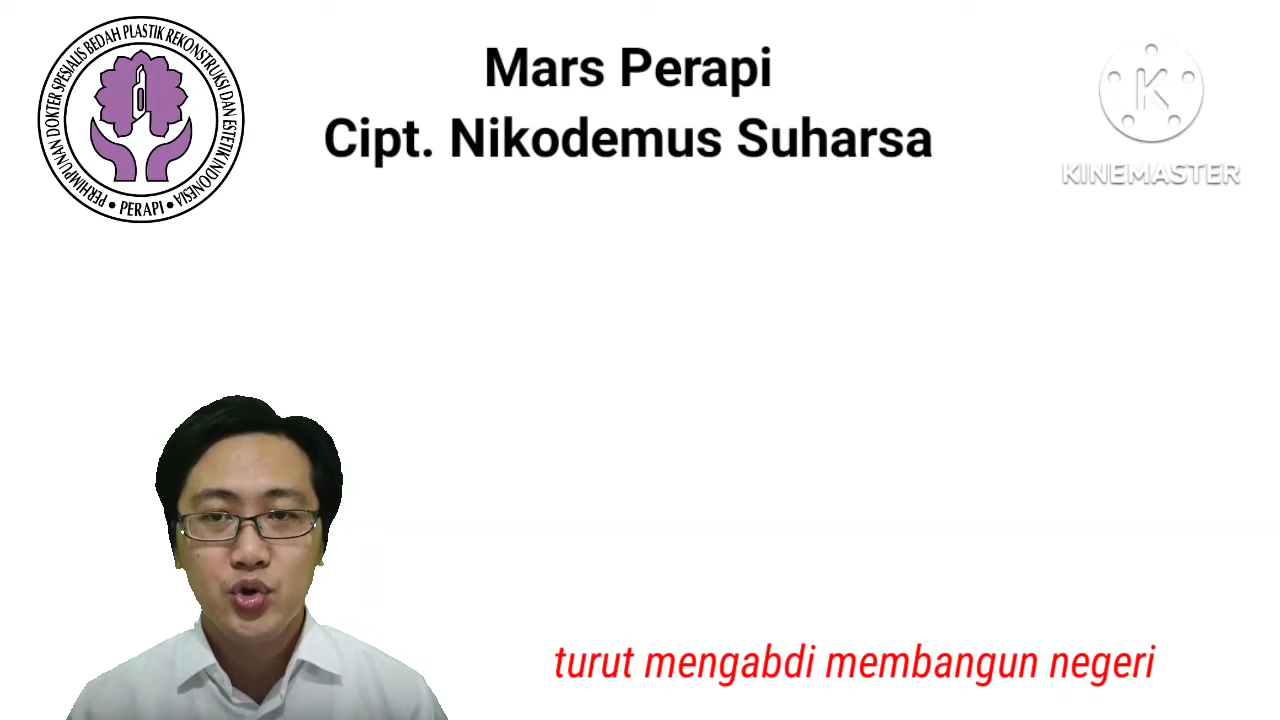 PERHIMPUNAN DOKTER SPESIALIS BEDAH PLASTIK REKONSTRUKSI DAN ESTETIK INDONESIA
• PERAPI •
Mars Perapi
Cipt. Nikodemus Suharsa
K
KINEMASTER
turut mengabdi membangun negeri